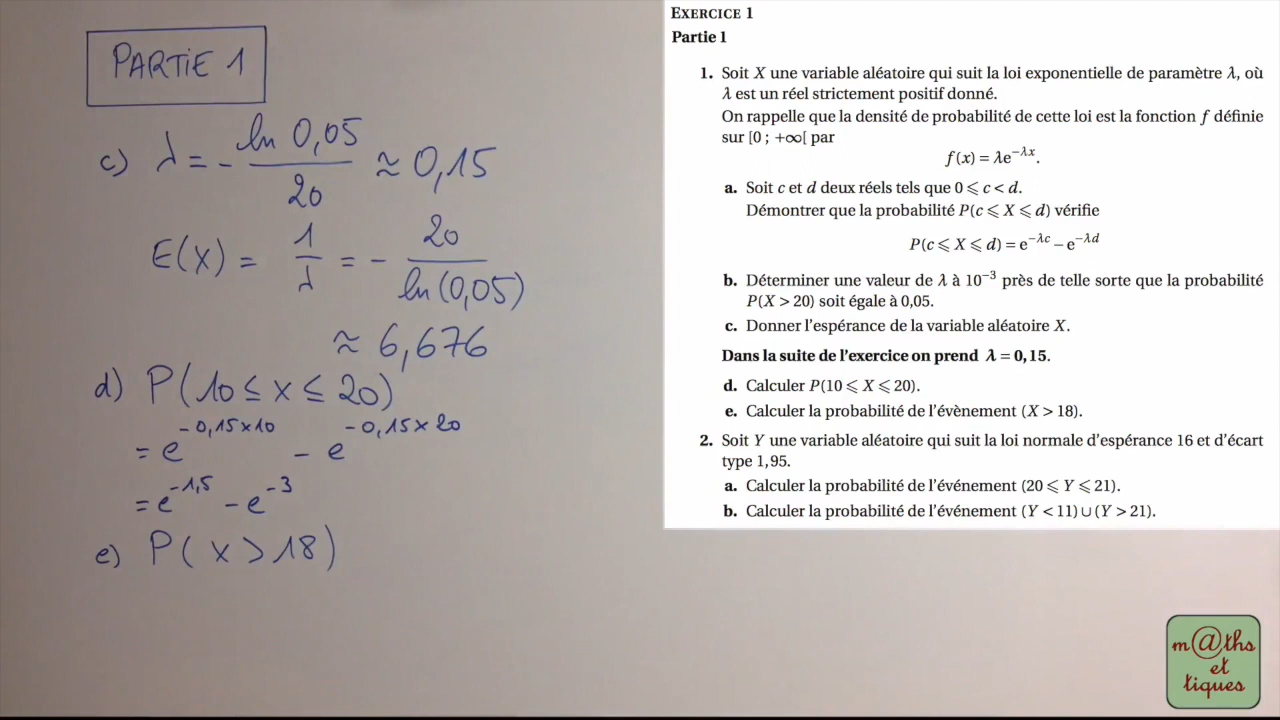 PARTIE 1
c) λ = - ln 0,05 / 20 ≈ 0,15
E(X) = 1/λ = - 20 / ln(0,05)
≈ 6,676
d) P(10 ≤ X ≤ 20)
= e^{-0,15×10} - e^{-0,15×20}
= e^{-1,5} - e^{-3}
e) P(X > 18)
EXERCICE 1
Partie 1
1. Soit X une variable aléatoire qui suit la loi exponentielle de paramètre λ, où
λ est un réel strictement positif donné.
On rappelle que la densité de probabilité de cette loi est la fonction f définie
sur [0 ; +∞[ par
f(x) = λe^{-λx}.
a. Soit c et d deux réels tels que 0 ⩽ c < d.
Démontrer que la probabilité P(c ⩽ X ⩽ d) vérifie
P(c ⩽ X ⩽ d) = e^{-λc} – e^{-λd}
b. Déterminer une valeur de λ à 10^{-3} près de telle sorte que la probabilité
P(X > 20) soit égale à 0,05.
c. Donner l'espérance de la variable aléatoire X.
Dans la suite de l'exercice on prend λ = 0,15.
d. Calculer P(10 ⩽ X ⩽ 20).
e. Calculer la probabilité de l'évènement (X > 18).
2. Soit Y une variable aléatoire qui suit la loi normale d'espérance 16 et d'écart
type 1,95.
a. Calculer la probabilité de l'événement (20 ⩽ Y ⩽ 21).
b. Calculer la probabilité de l'événement (Y < 11) ∪ (Y > 21).
m@ths
et
tiques